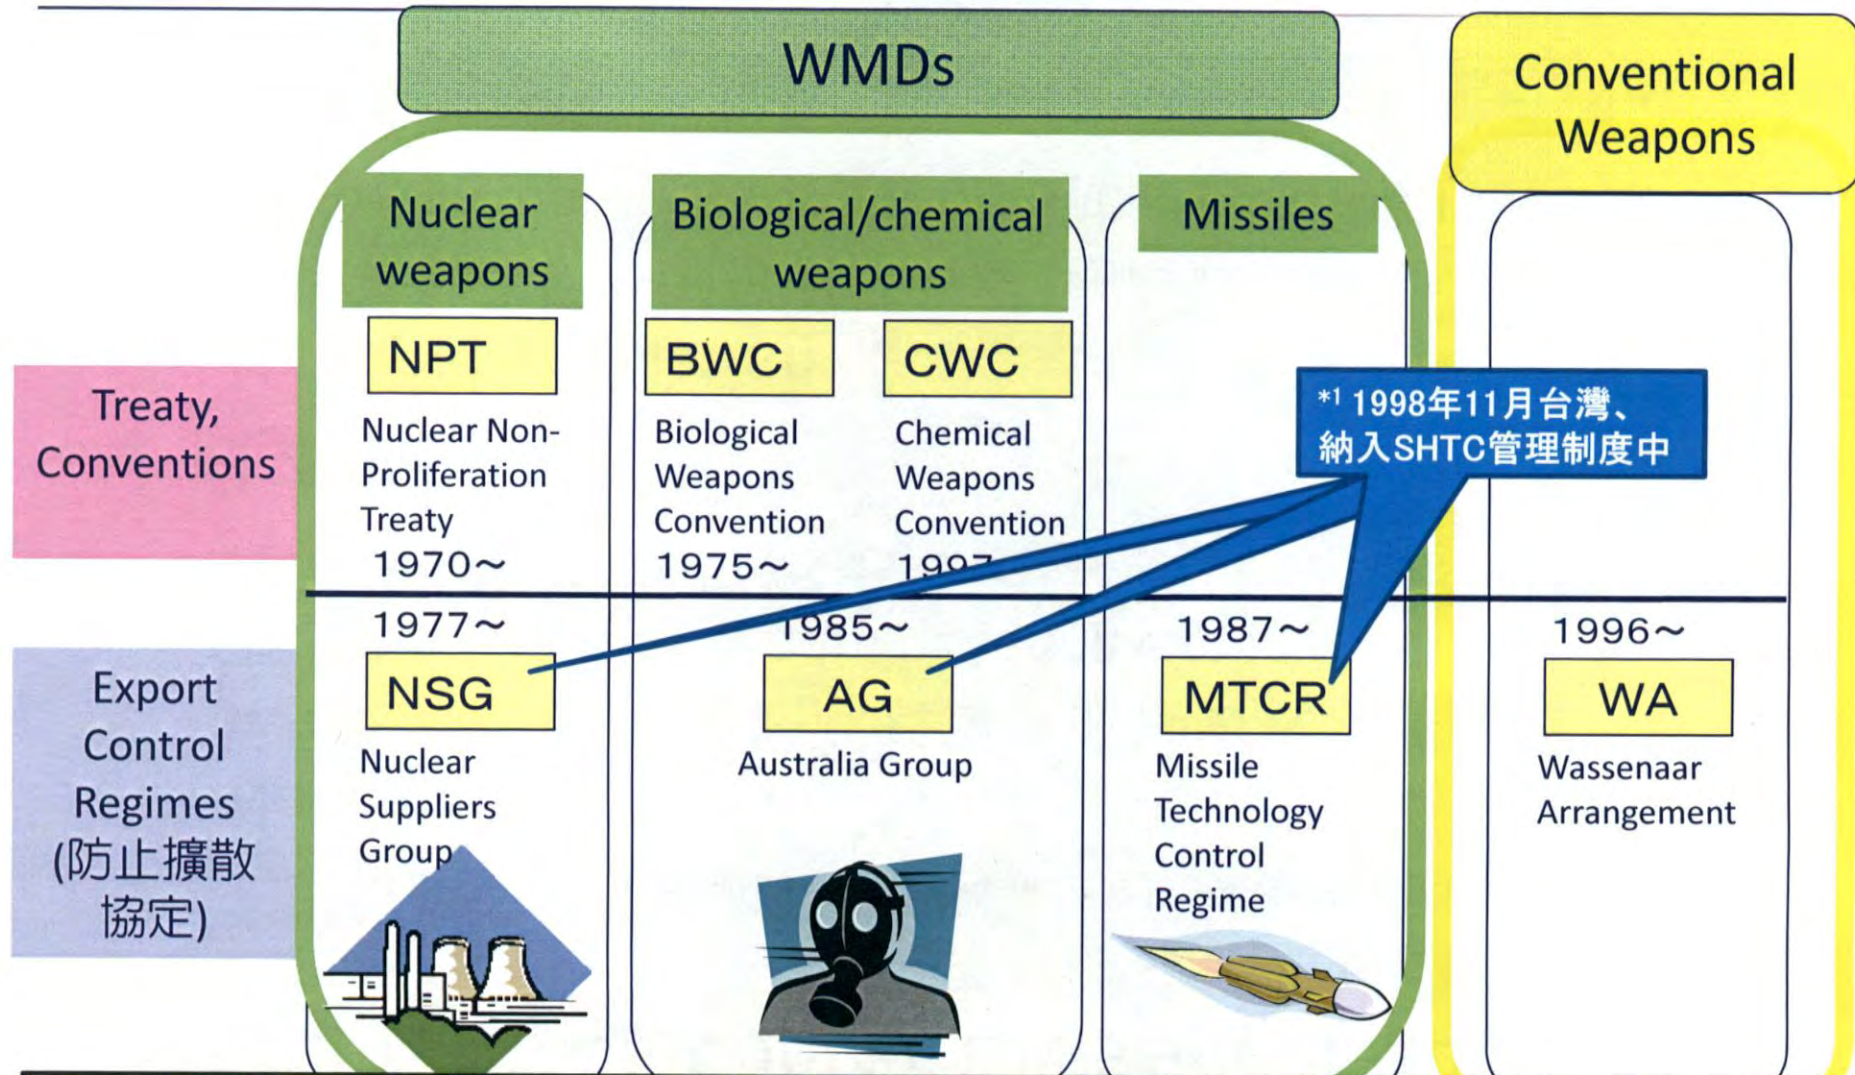 WMDs
Conventional
Weapons
Nuclear
weapons
Biological/chemical
weapons
Missiles
Treaty,
Conventions
NPT
Nuclear Non-
Proliferation
Treaty
1970～
BWC
Biological
Weapons
Convention
1975～
CWC
Chemical
Weapons
Convention
1997
*1 1998年11月台灣、
納入SHTC管理制度中
Export
Control
Regimes
(防止擴散
協定)
1977～
NSG
Nuclear
Suppliers
Group
1985～
AG
Australia Group
1987～
MTCR
Missile
Technology
Control
Regime
1996～
WA
Wassenaar
Arrangement